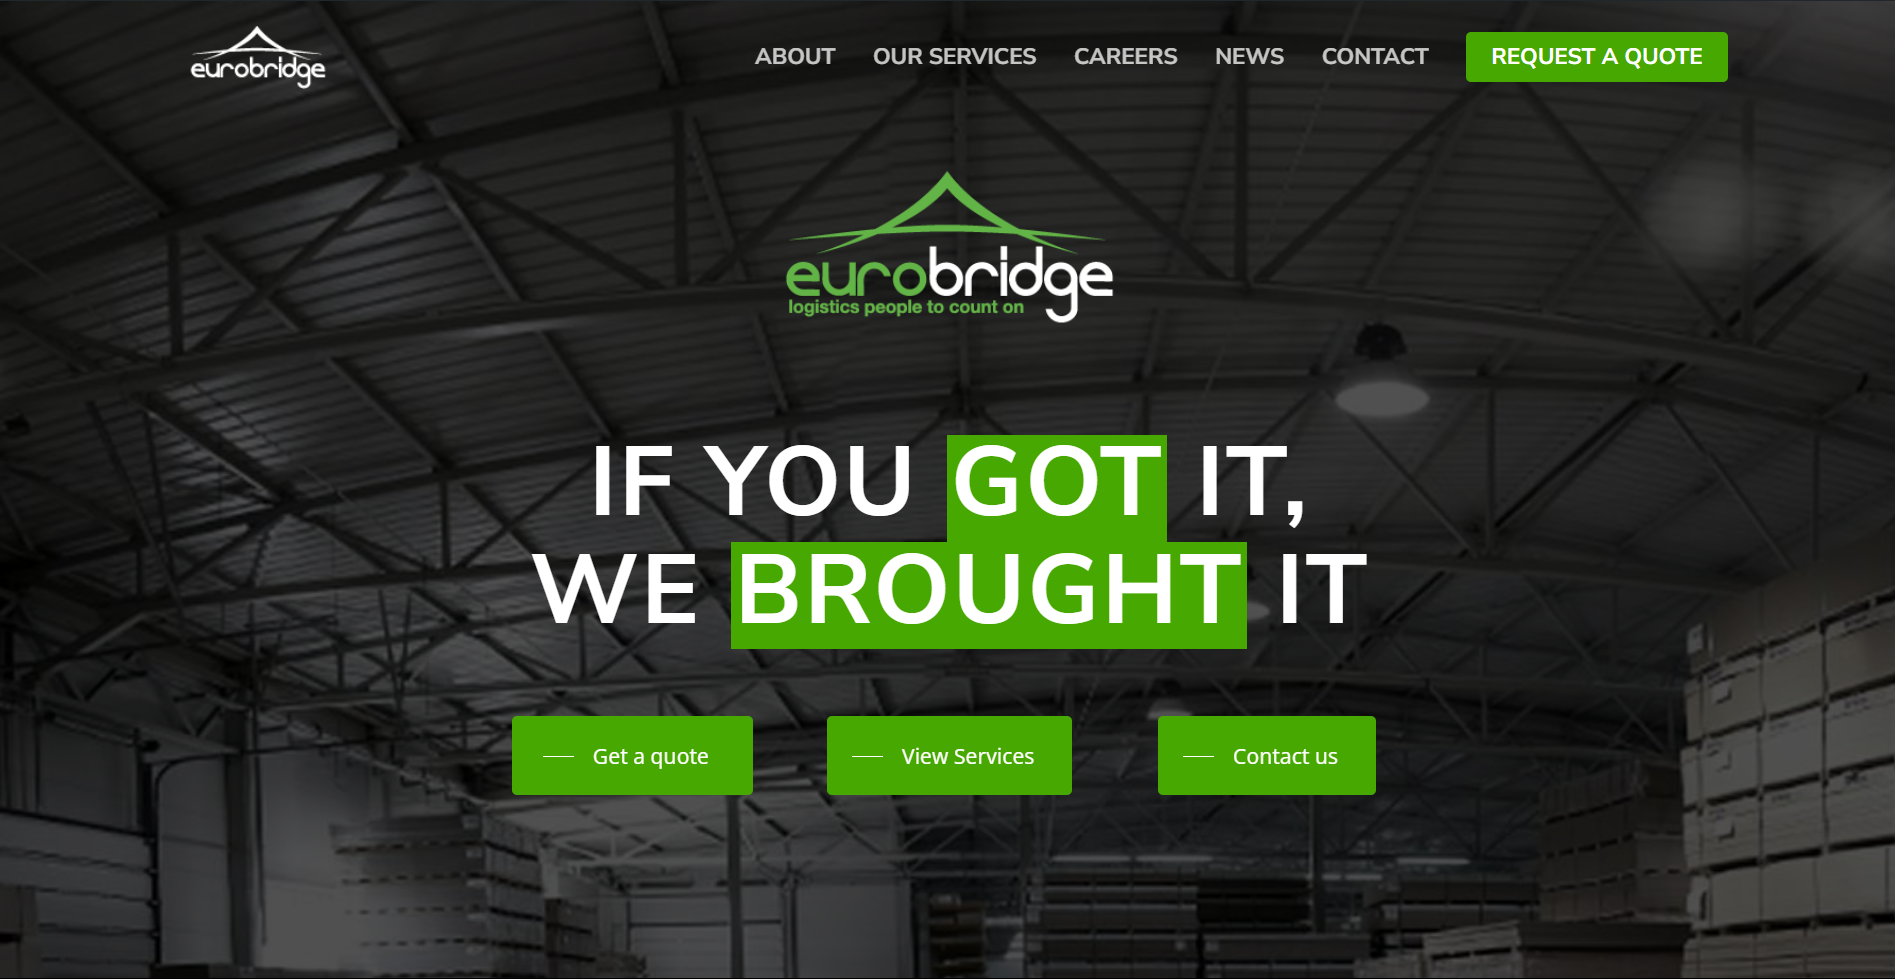 eurobridge
ABOUT OUR SERVICES CAREERS NEWS CONTACT REQUEST A QUOTE
eurobridge
logistics people to count on
IF YOU GOT IT,
WE BROUGHT IT
Get a quote View Services Contact us